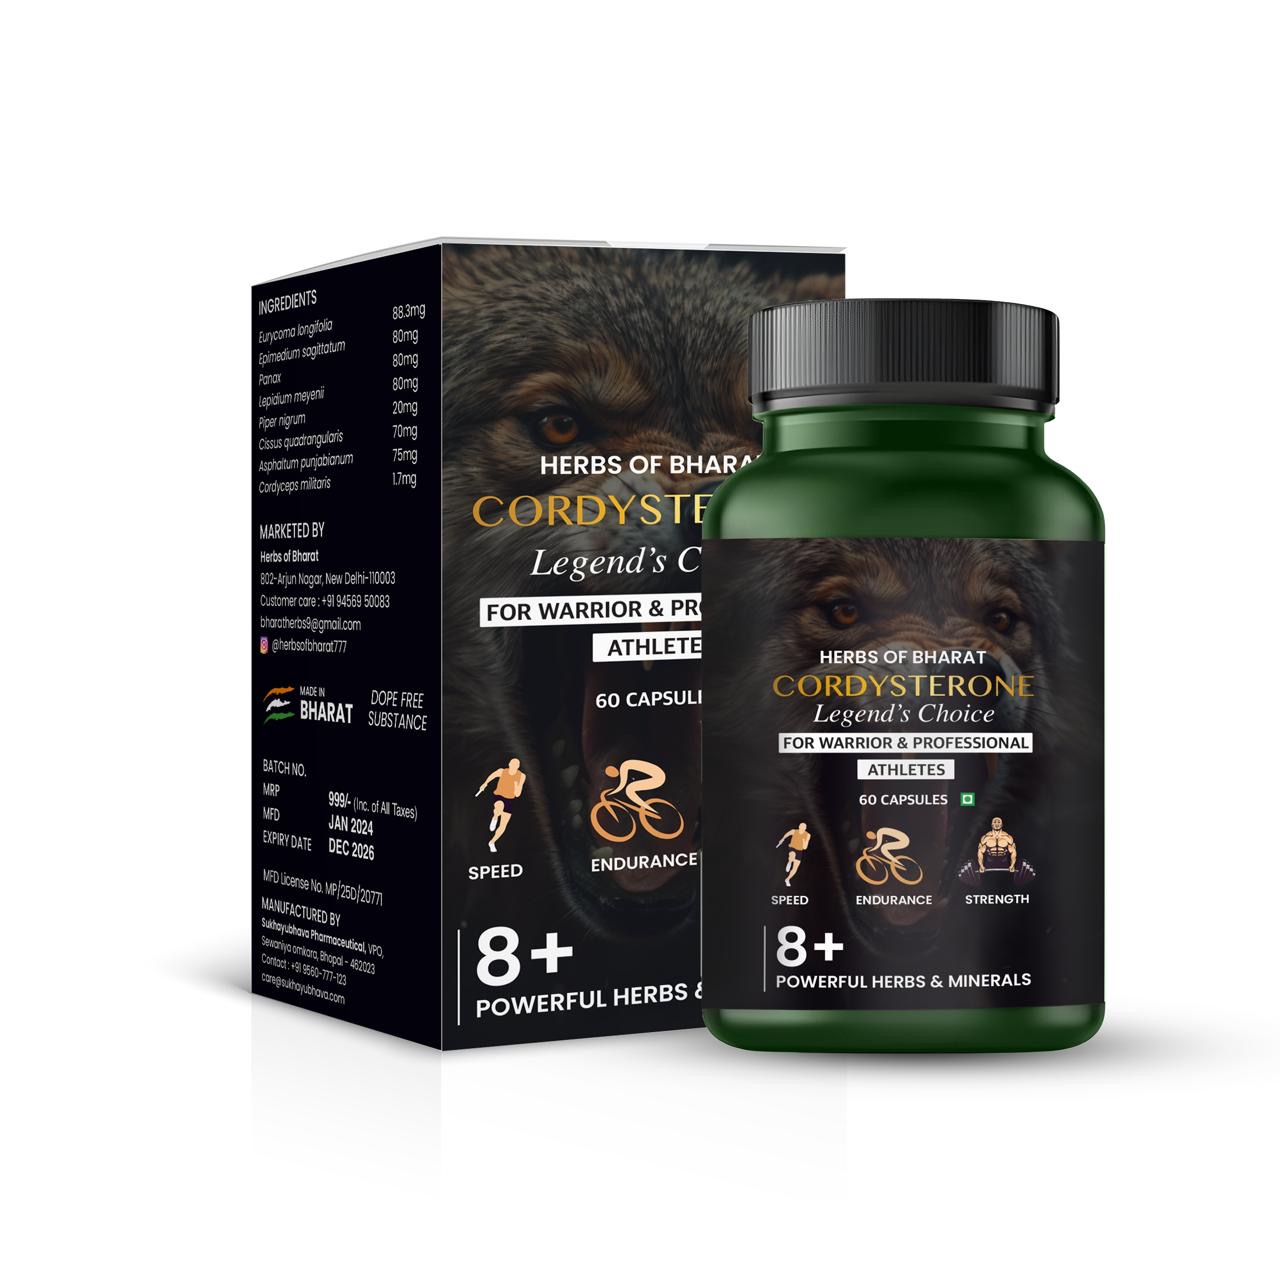 INGREDIENTS
Eurycoma longifolia 88.3mg
Epimedium sagittatum 80mg
Panax 80mg
Lepidium meyenii 80mg
Piper nigrum 20mg
Cissus quadrangularis 70mg
Asphaltum punjabianum 75mg
Cordyceps militaris 1.7mg
MARKETED BY
Herbs of Bharat
802-Arjun Nagar, New Delhi-110003
Customer care : +91 94569 50083
bharatherbs9@gmail.com
@herbsofbharat777
MADE IN
BHARAT
DOPE FREE
SUBSTANCE
BATCH NO.
MRP 999/- (Inc. of All Taxes)
MFD JAN 2024
EXPIRY DATE DEC 2026
MFD License No. MP/25D/20771
MANUFACTURED BY
Sukhayubhava Pharmaceutical, VPO,
Sewaniya omkara, Bhopal - 462023
Contact : +91 9560-777-123
care@sukhayubhava.com
HERBS OF BHARA
CORDYSTE
Legend's C
FOR WARRIOR & PRO
ATHLETE
60 CAPSUL
SPEED
ENDURANCE
8+
POWERFUL HERBS &
HERBS OF BHARAT
CORDYSTERONE
Legend's Choice
FOR WARRIOR & PROFESSIONAL
ATHLETES
60 CAPSULES
SPEED
ENDURANCE
STRENGTH
8+
POWERFUL HERBS & MINERALS